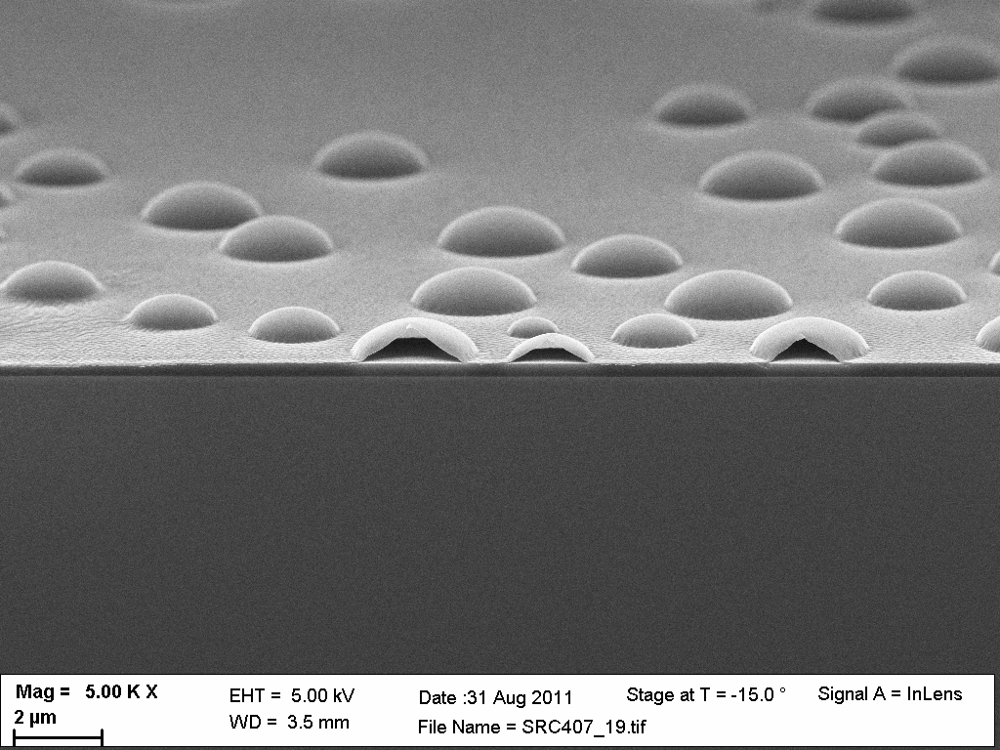 Mag = 5.00 K X
2 µm
EHT = 5.00 kV
WD = 3.5 mm
Date :31 Aug 2011
File Name = SRC407_19.tif
Stage at T = -15.0 °
Signal A = InLens